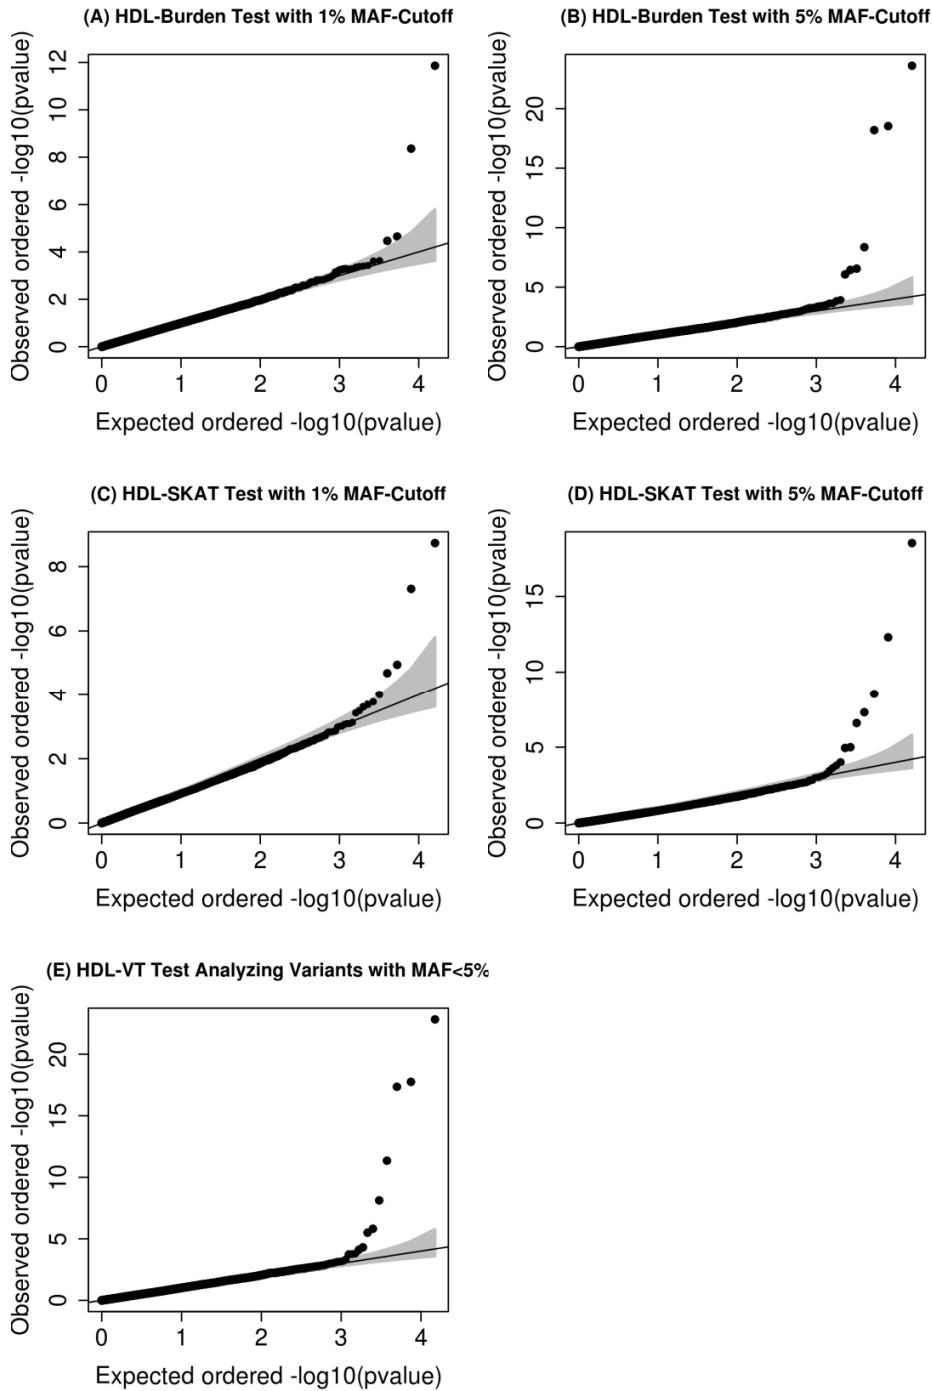 (A) HDL-Burden Test with 1% MAF-Cutoff
Observed ordered -log10(pvalue)
0 2 4 6 8 10 12
0 1 2 3 4
Expected ordered -log10(pvalue)
(B) HDL-Burden Test with 5% MAF-Cutoff
Observed ordered -log10(pvalue)
0 5 10 15 20
0 1 2 3 4
Expected ordered -log10(pvalue)
(C) HDL-SKAT Test with 1% MAF-Cutoff
Observed ordered -log10(pvalue)
0 2 4 6 8
0 1 2 3 4
Expected ordered -log10(pvalue)
(D) HDL-SKAT Test with 5% MAF-Cutoff
Observed ordered -log10(pvalue)
0 5 10 15
0 1 2 3 4
Expected ordered -log10(pvalue)
(E) HDL-VT Test Analyzing Variants with MAF<5%
Observed ordered -log10(pvalue)
0 5 10 15 20
0 1 2 3 4
Expected ordered -log10(pvalue)